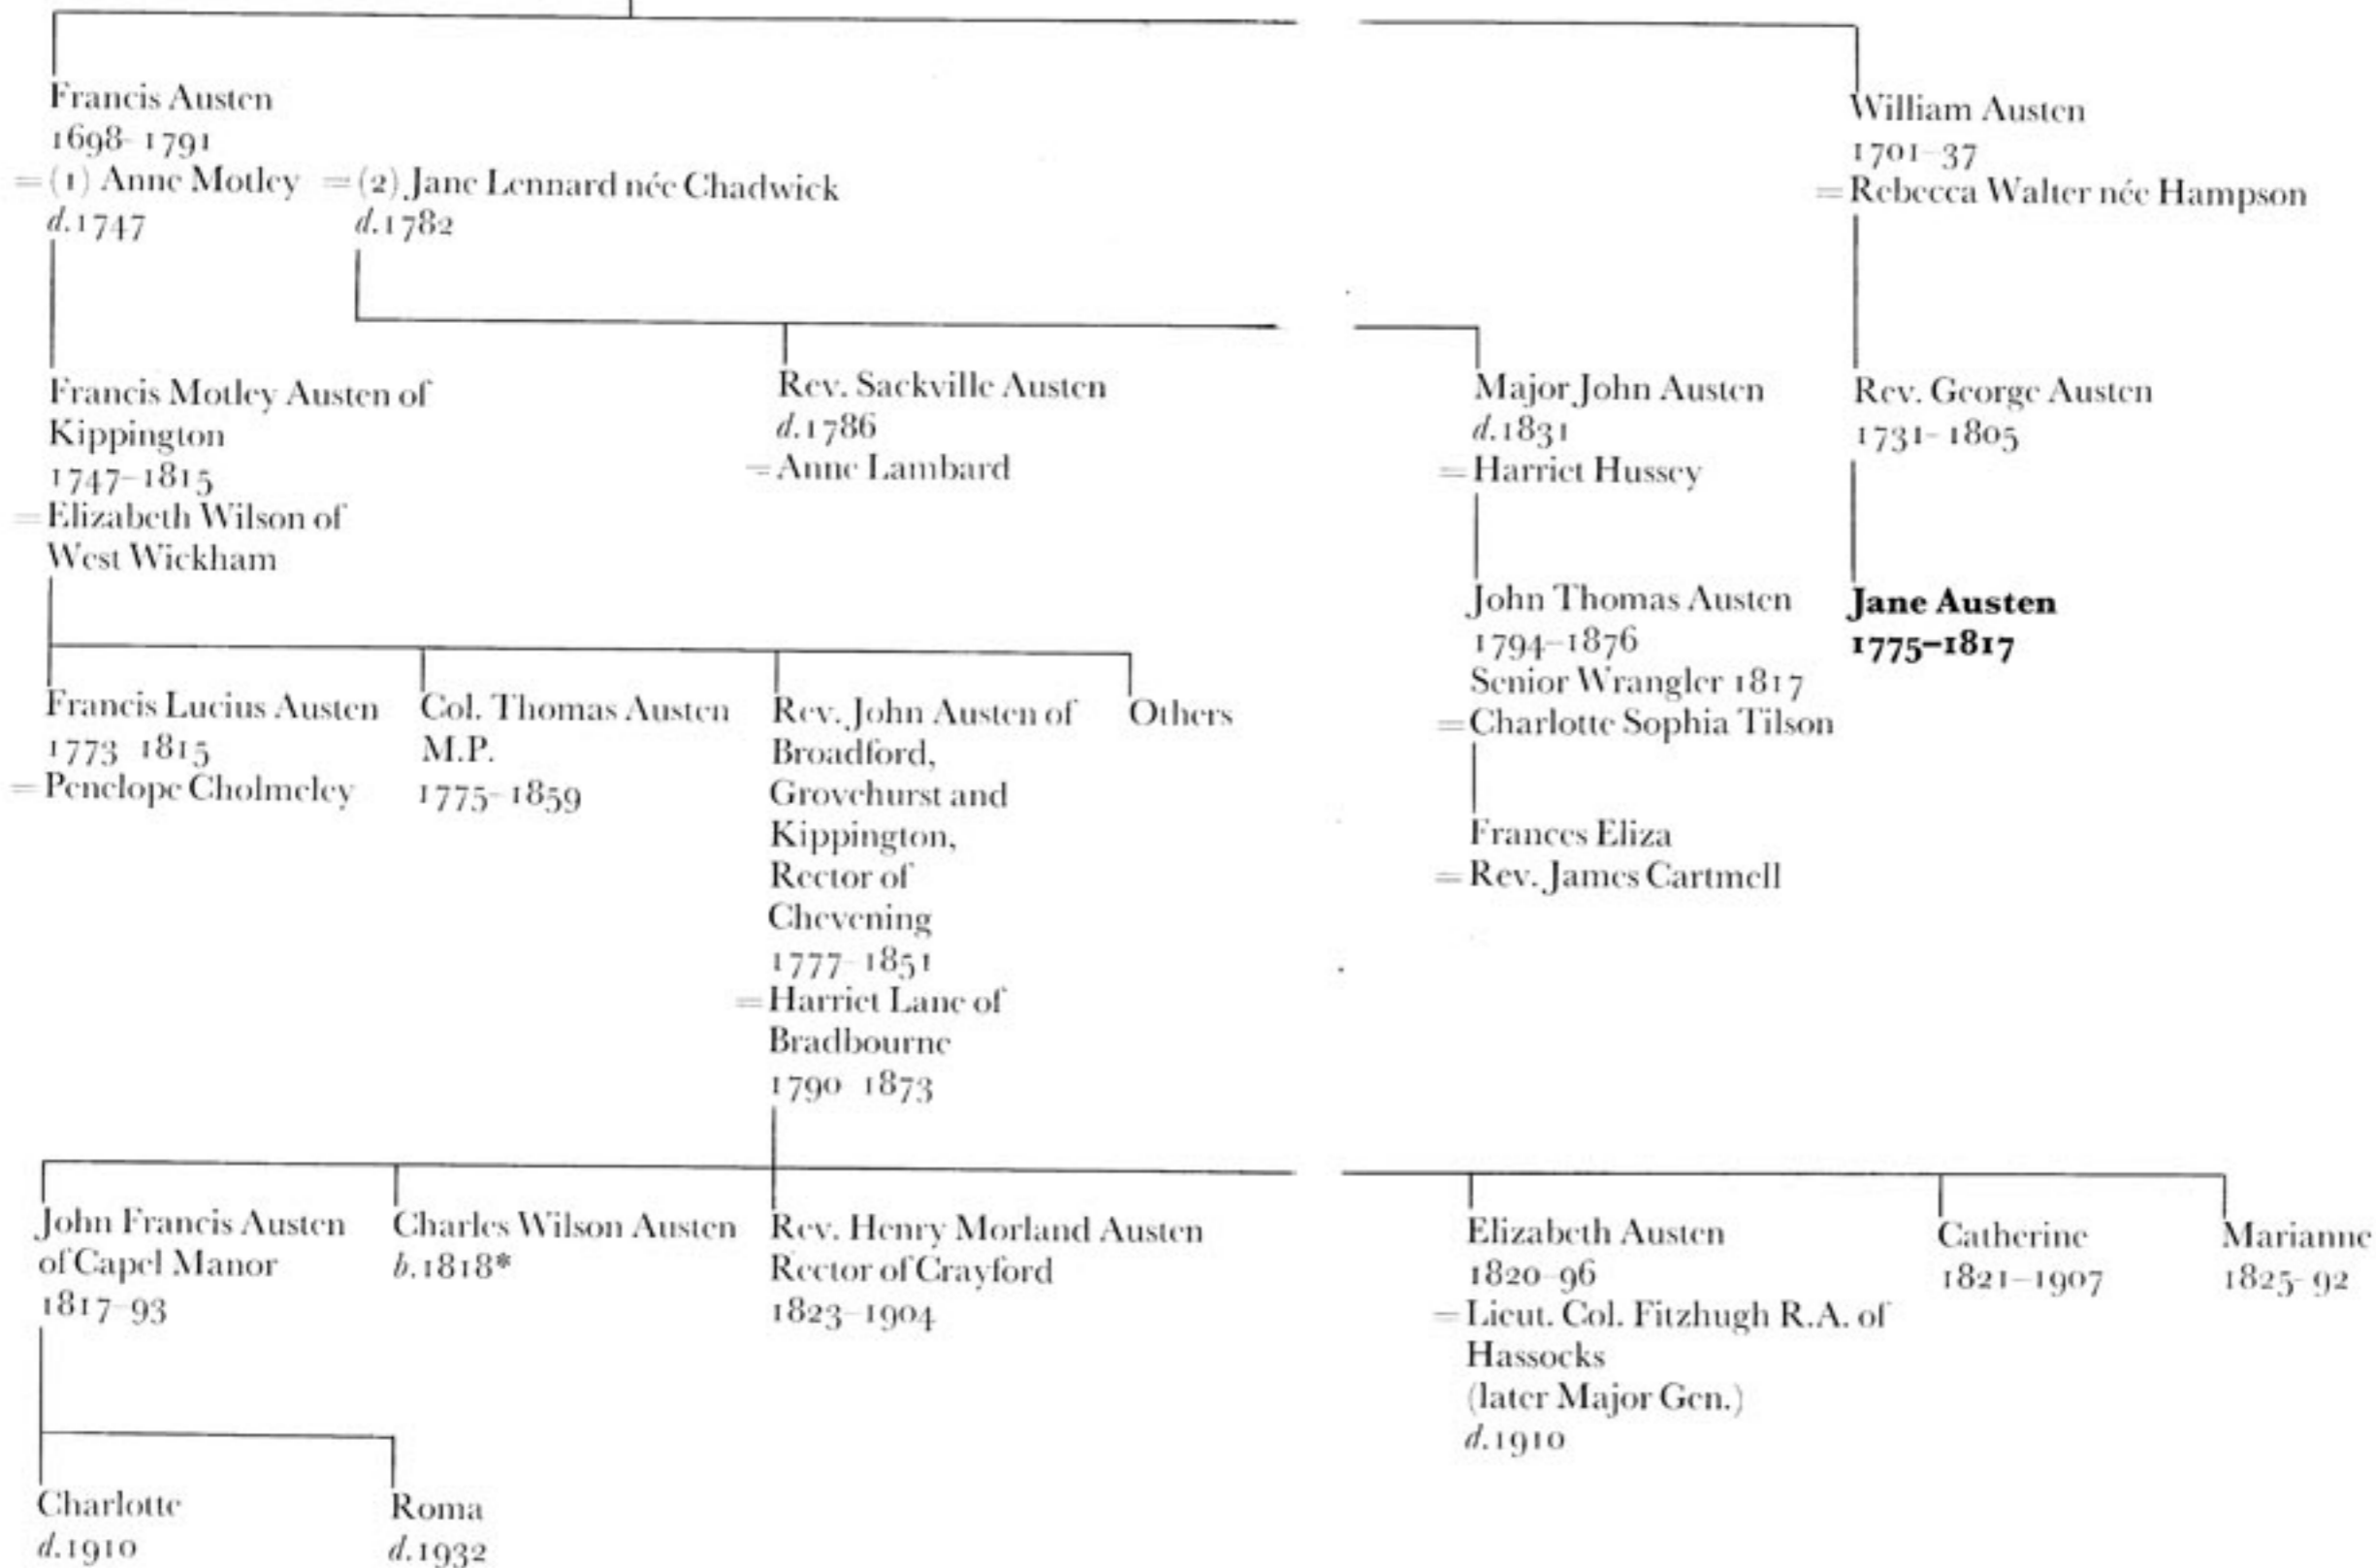 Francis Austen
1698-1791
=(1) Anne Motley =(2) Jane Lennard née Chadwick
d.1747 d.1782
William Austen
1701-37
=Rebecca Walter née Hampson
Francis Motley Austen of
Kippington
1747-1815
=Elizabeth Wilson of
West Wickham
Rev. Sackville Austen
d.1786
=Anne Lambard
Major John Austen
d.1831
=Harriet Hussey
Rev. George Austen
1731-1805
John Thomas Austen
1794-1876
Senior Wrangler 1817
=Charlotte Sophia Tilson
Jane Austen
1775-1817
Francis Lucius Austen
1773 1815
=Penelope Cholmeley
Col. Thomas Austen
M.P.
1775-1859
Rev. John Austen of
Broadford,
Grovehurst and
Kippington,
Rector of
Chevening
1777-1851
=Harriet Lane of
Bradbourne
1790 1873
Others
Frances Eliza
=Rev. James Cartmell
John Francis Austen
of Capel Manor
1817-93
Charles Wilson Austen
b.1818*
Rev. Henry Morland Austen
Rector of Crayford
1823-1904
Elizabeth Austen
1820-96
=Lieut. Col. Fitzhugh R.A. of
Hassocks
(later Major Gen.)
d.1910
Catherine
1821-1907
Marianne
1825-92
Charlotte
d.1910
Roma
d.1932